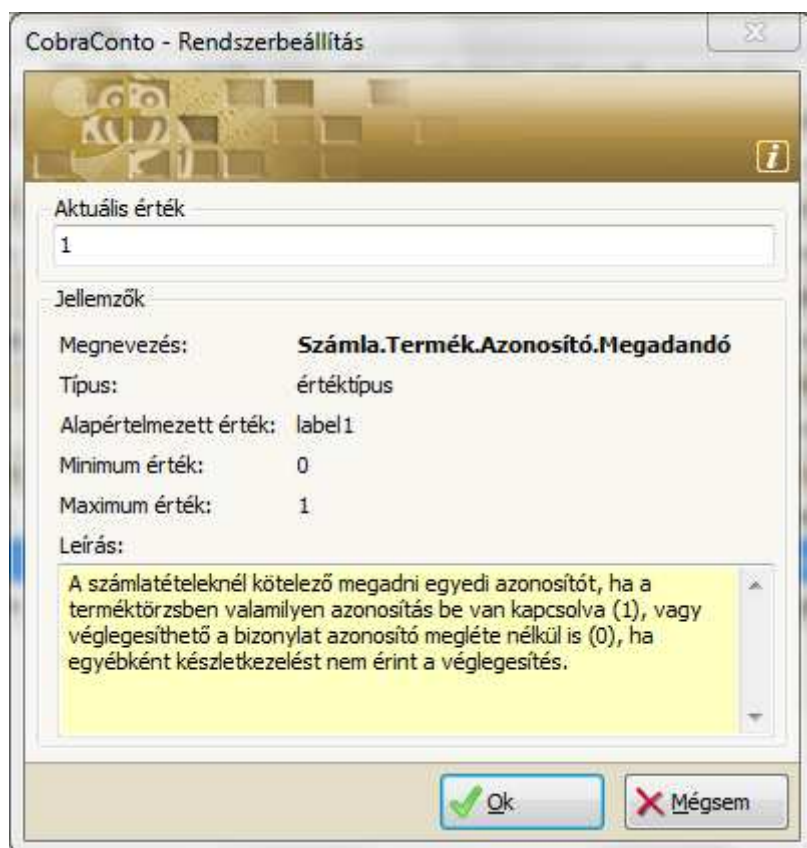 CobraConto - Rendszerbeállítás
i
Aktuális érték
1
Jellemzők
Megnevezés: Számla.Termék.Azonosító.Megadandó
Típus: értéktípus
Alapértelmezett érték: label1
Minimum érték: 0
Maximum érték: 1
Leírás:
A számlatételeknél kötelező megadni egyedi azonosítót, ha a
terméktörzsben valamilyen azonosítás be van kapcsolva (1), vagy
véglegesíthető a bizonylat azonosító megléte nélkül is (0), ha
egyébként készletkezelést nem érint a véglegesítés.
Ok Mégsem